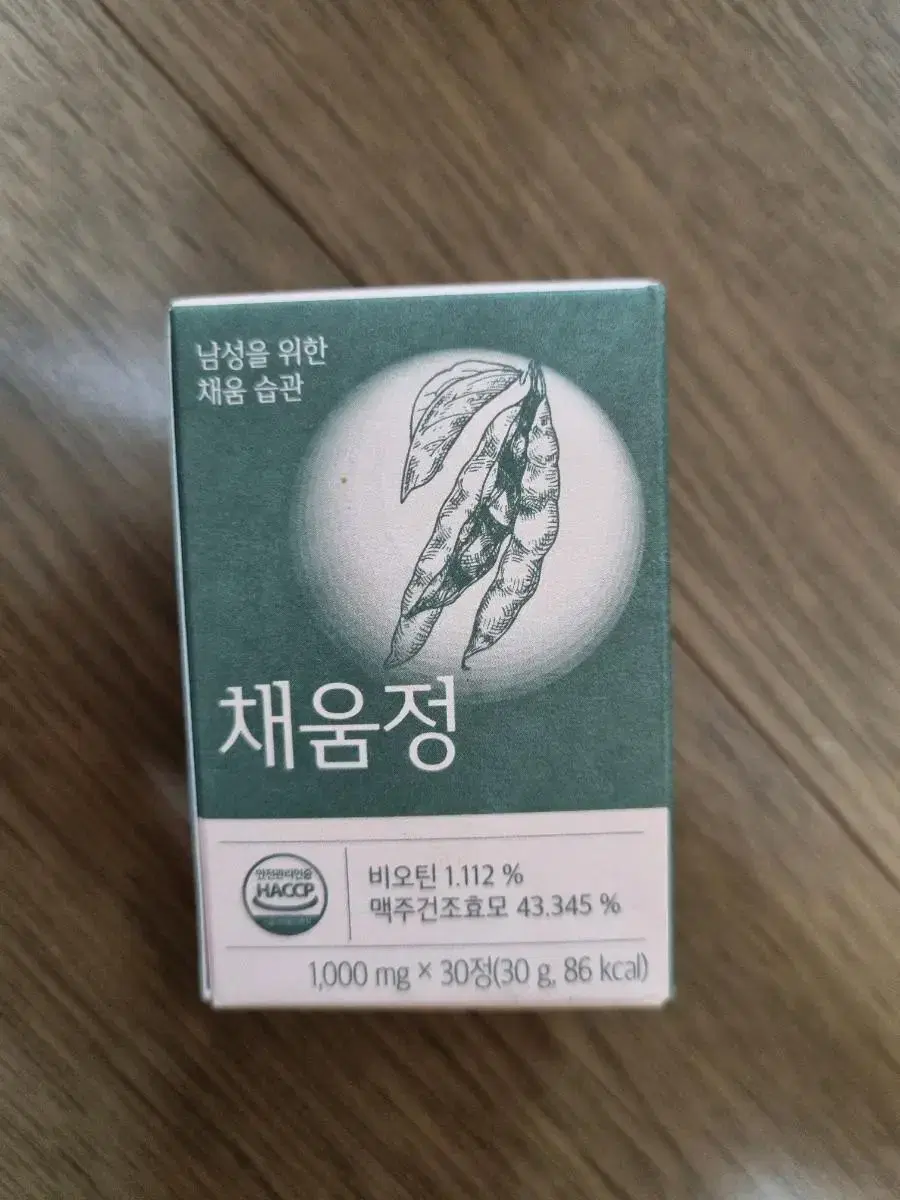 남성을 위한
채움 습관
채움정
안전관리인증
HACCP
비오틴 1.112 %
맥주건조효모 43.345 %
1,000 mg × 30정(30 g, 86 kcal)